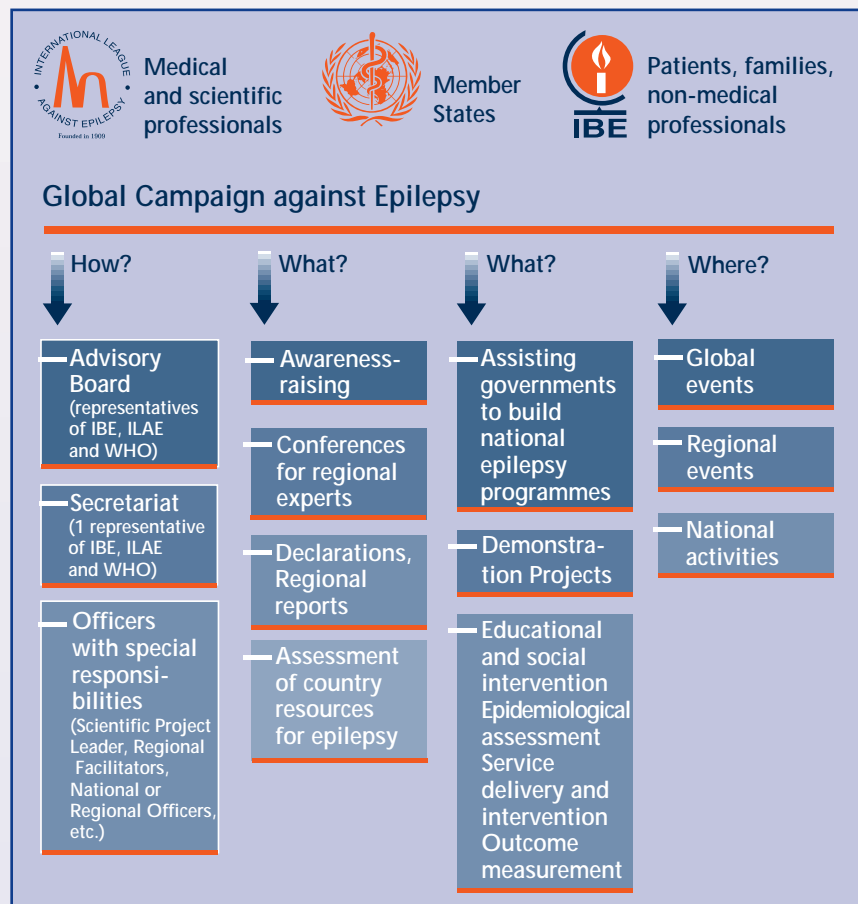 INTERNATIONAL LEAGUE
AGAINST EPILEPSY
Founded in 1909
Medical
and scientific
professionals
Member
States
IBE
Patients, families,
non-medical
professionals
Global Campaign against Epilepsy
How?
Advisory
Board
(representatives
of IBE, ILAE
and WHO)
Secretariat
(1 representative
of IBE, ILAE
and WHO)
Officers
with special
responsi-
bilities
(Scientific Project
Leader, Regional
Facilitators,
National or
Regional Officers,
etc.)
What?
Awareness-
raising
Conferences
for regional
experts
Declarations,
Regional
reports
Assessment
of country
resources
for epilepsy
What?
Assisting
governments
to build
national
epilepsy
programmes
Demonstra-
tion Projects
Educational
and social
intervention
Epidemiological
assessment
Service
delivery and
intervention
Outcome
measurement
Where?
Global
events
Regional
events
National
activities